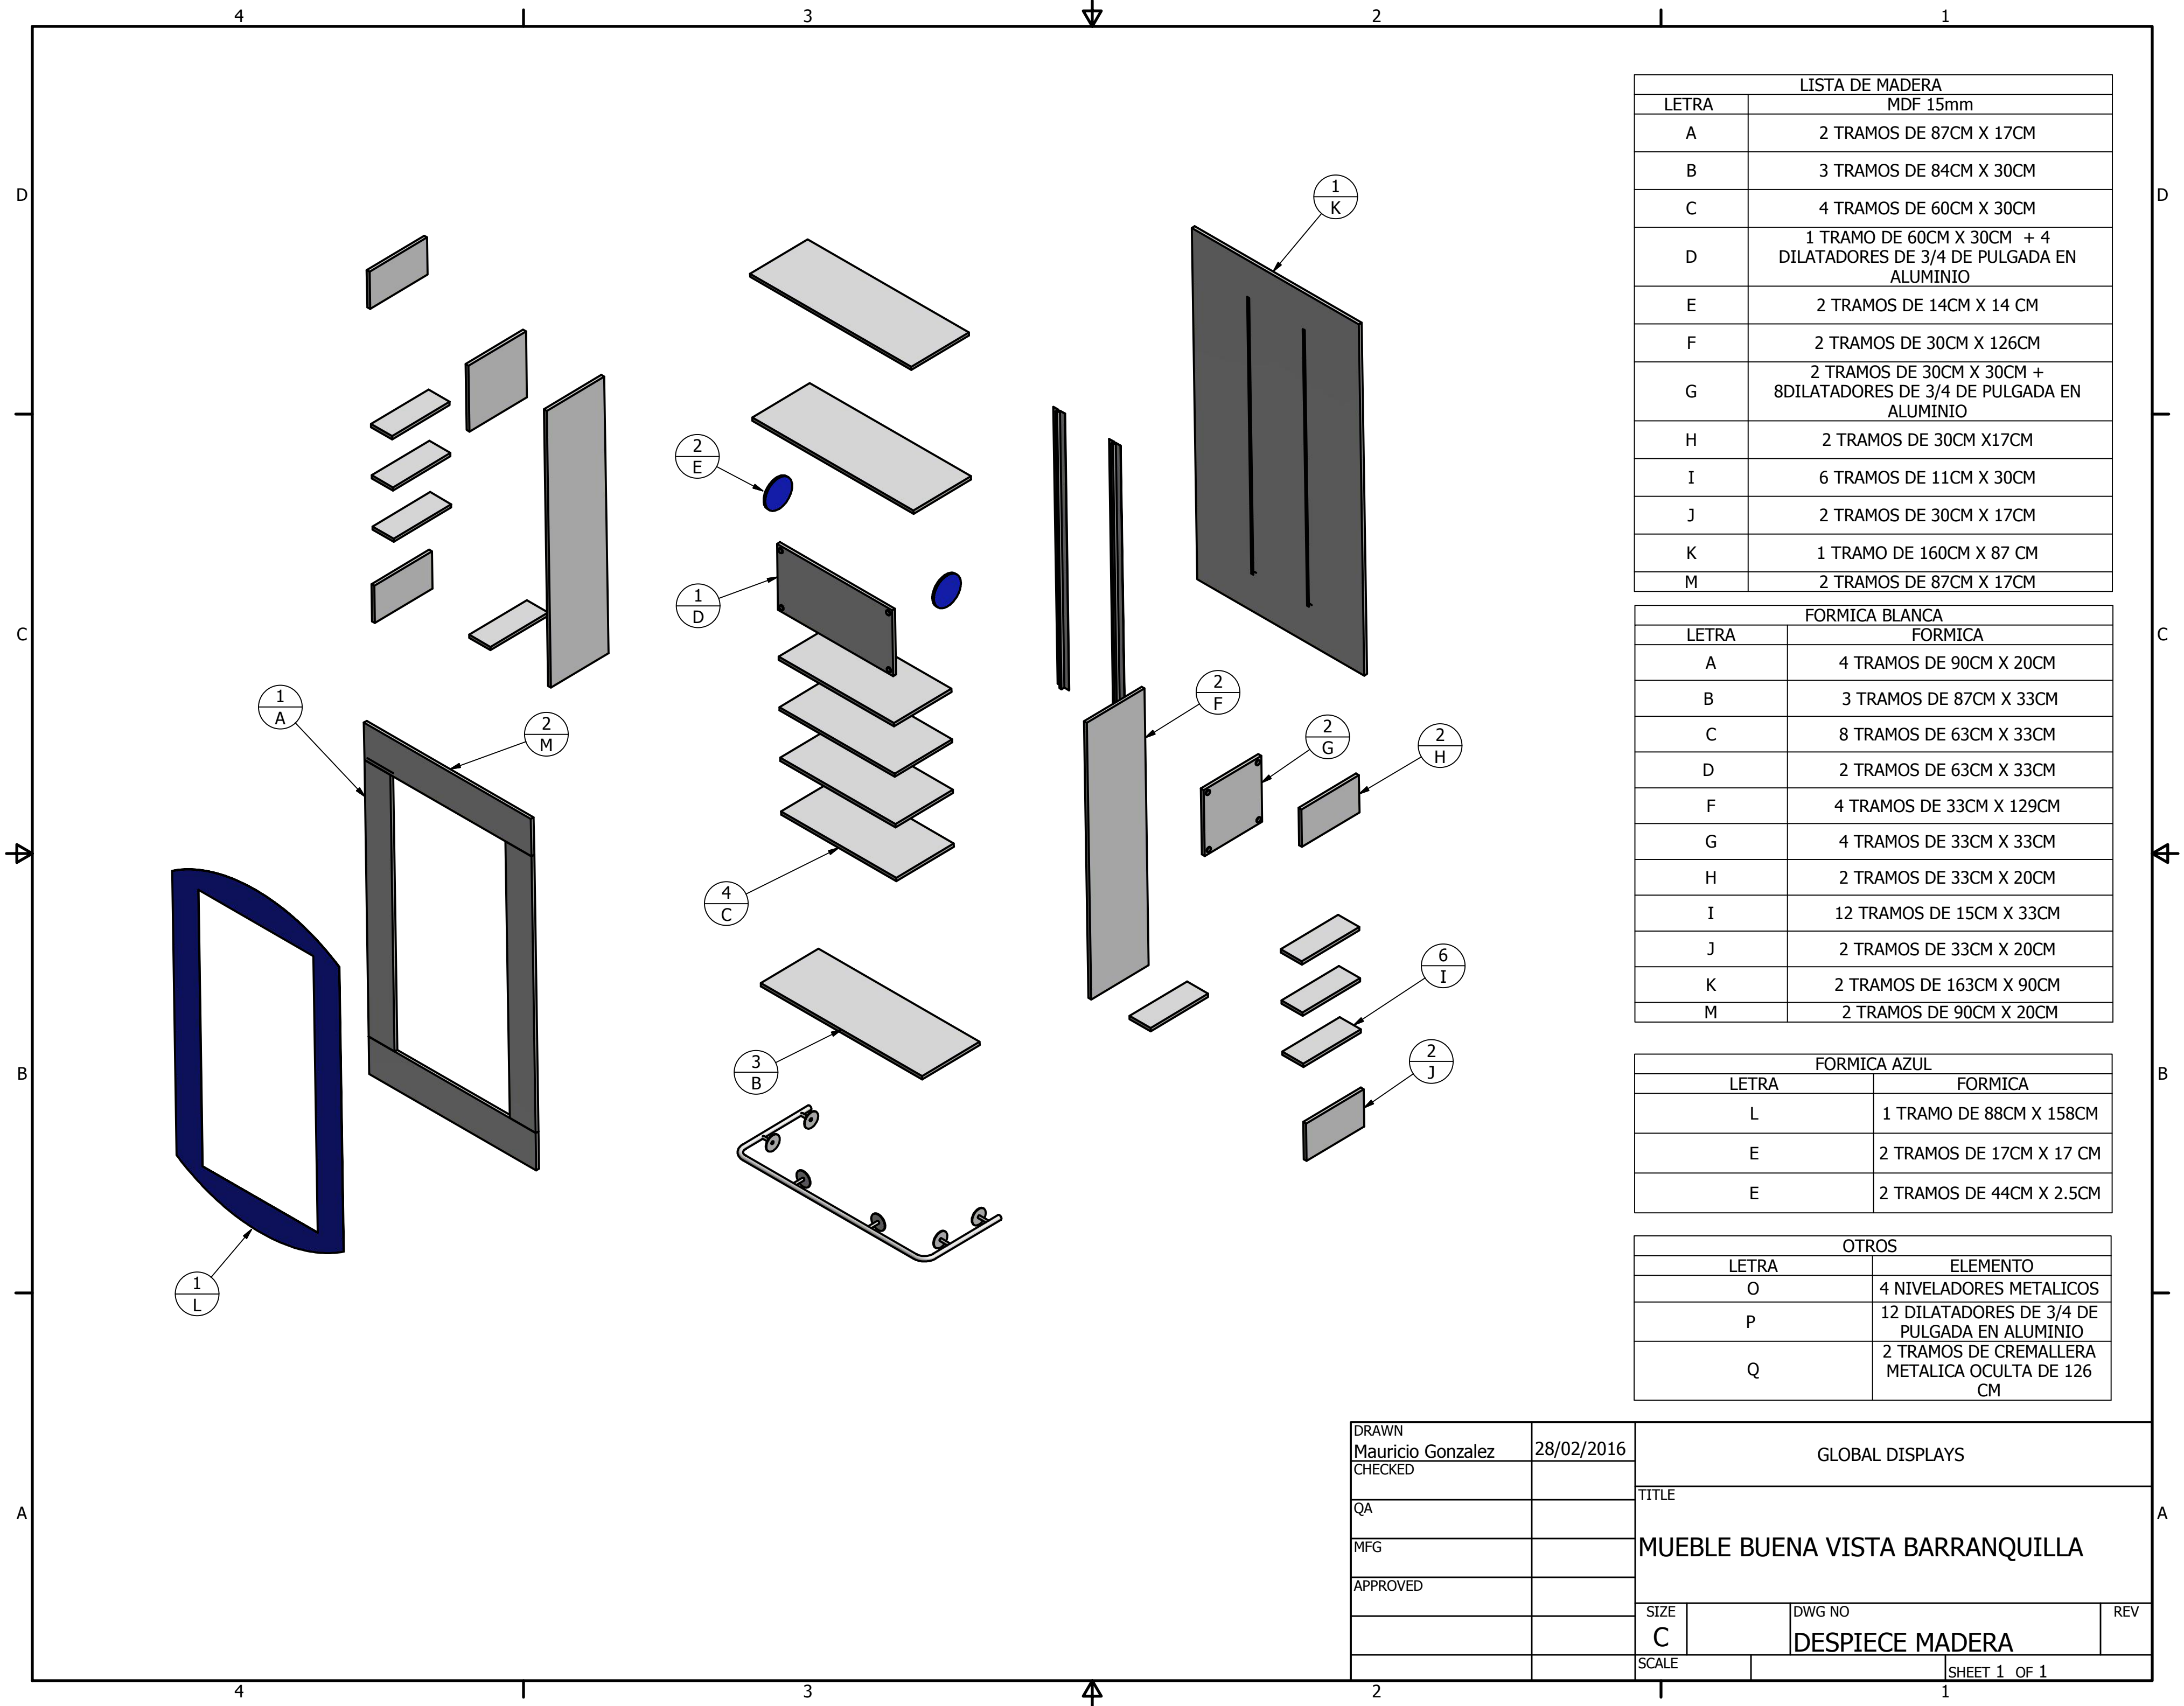 4 3 2 1
D
C
B
A
D
C
B
A
4 3 2 1
1
K
2
E
1
D
2
F
2
G
2
H
1
A
2
M
4
C
6
I
3
B
2
J
1
L
LISTA DE MADERA
LETRA MDF 15mm
A 2 TRAMOS DE 87CM X 17CM
B 3 TRAMOS DE 84CM X 30CM
C 4 TRAMOS DE 60CM X 30CM
D 1 TRAMO DE 60CM X 30CM + 4
DILATADORES DE 3/4 DE PULGADA EN
ALUMINIO
E 2 TRAMOS DE 14CM X 14 CM
F 2 TRAMOS DE 30CM X 126CM
G 2 TRAMOS DE 30CM X 30CM +
8DILATADORES DE 3/4 DE PULGADA EN
ALUMINIO
H 2 TRAMOS DE 30CM X17CM
I 6 TRAMOS DE 11CM X 30CM
J 2 TRAMOS DE 30CM X 17CM
K 1 TRAMO DE 160CM X 87 CM
M 2 TRAMOS DE 87CM X 17CM
FORMICA BLANCA
LETRA FORMICA
A 4 TRAMOS DE 90CM X 20CM
B 3 TRAMOS DE 87CM X 33CM
C 8 TRAMOS DE 63CM X 33CM
D 2 TRAMOS DE 63CM X 33CM
F 4 TRAMOS DE 33CM X 129CM
G 4 TRAMOS DE 33CM X 33CM
H 2 TRAMOS DE 33CM X 20CM
I 12 TRAMOS DE 15CM X 33CM
J 2 TRAMOS DE 33CM X 20CM
K 2 TRAMOS DE 163CM X 90CM
M 2 TRAMOS DE 90CM X 20CM
FORMICA AZUL
LETRA FORMICA
L 1 TRAMO DE 88CM X 158CM
E 2 TRAMOS DE 17CM X 17 CM
E 2 TRAMOS DE 44CM X 2.5CM
OTROS
LETRA ELEMENTO
O 4 NIVELADORES METALICOS
P 12 DILATADORES DE 3/4 DE
PULGADA EN ALUMINIO
Q 2 TRAMOS DE CREMALLERA
METALICA OCULTA DE 126
CM
DRAWN
Mauricio Gonzalez 28/02/2016
CHECKED
QA
MFG
APPROVED
GLOBAL DISPLAYS
TITLE
MUEBLE BUENA VISTA BARRANQUILLA
SIZE
C
DWG NO
DESPIECE MADERA
REV
SCALE
SHEET 1 OF 1